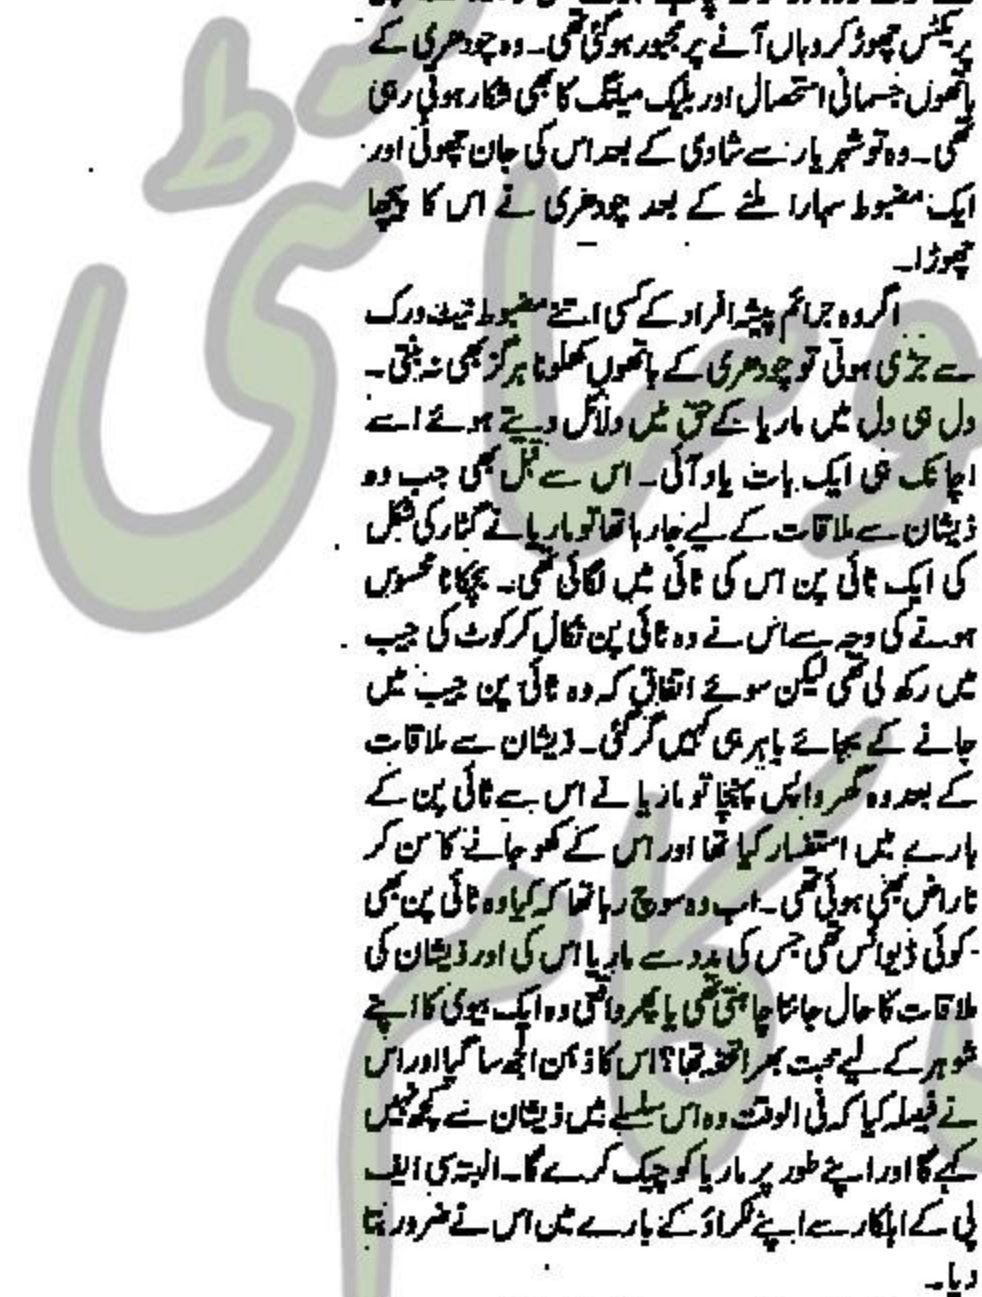 پریکٹس چھوڑ کر وہاں آنے پر مجبور ہو گئی تھی۔ وہ چودھری کے
ہاتھوں جسمانی استحصال اور بلیک میلنگ کا بھی شکار ہوتی رہی
تھی۔ وہ تو شہریار سے شادی کے بعد اس کی جان چھوٹی اور
ایک مضبوط سہارا ملنے کے بعد چودھری نے اس کا پیچھا
چھوڑا۔
اگر وہ جرائم پیشہ افراد کے کسی اتنے مضبوط نیٹ ورک
سے جڑی ہوتی تو چودھری کے ہاتھوں کھلونا ہرگز بھی نہ بنتی۔
دل ہی دل میں ماریا کے حق میں دلائل دیتے ہوئے اسے
اچانک ہی ایک بات یاد آئی۔ اس سے قبل بھی جب وہ
ذیشان سے ملاقات کے لیے جا رہا تھا تو ماریا نے گٹار کی شکل
کی ایک ٹائی پن اس کی ٹائی میں لگائی تھی۔ بچکانا محسوس
ہونے کی وجہ سے اس نے وہ ٹائی پن نکال کر کوٹ کی جیب
میں رکھ لی تھی لیکن سوئے اتفاق کہ وہ ٹائی پن جیب میں
جانے کے بجائے باہر ہی کہیں گر گئی۔ ذیشان سے ملاقات
کے بعد وہ گھر واپس پہنچا تو ماریا نے اس سے ٹائی پن کے
بارے میں استفسار کیا تھا اور اس کے کھو جانے کا سن کر
ناراض بھی ہوئی تھی۔ اب وہ سوچ رہا تھا کہ کیا وہ ٹائی پن بھی
کوئی ڈیوائس تھی جس کی مدد سے ماریا اس کی اور ذیشان کی
ملاقات کا حال جاننا چاہتی تھی یا پھر واقعی وہ ایک بیوی کا اپنے
شوہر کے لیے محبت بھرا تحفہ تھا؟ اس کا ذہن الجھ سا گیا اور اس
نے فیصلہ کیا کہ فی الوقت وہ اس سلسلے میں ذیشان سے کچھ نہیں
کہے گا اور اپنے طور پر ماریا کو چیک کرے گا۔ البتہ سی ایف
پی کے اہلکار سے اپنے ٹکراؤ کے بارے میں اس نے ضرور بتا
دیا۔